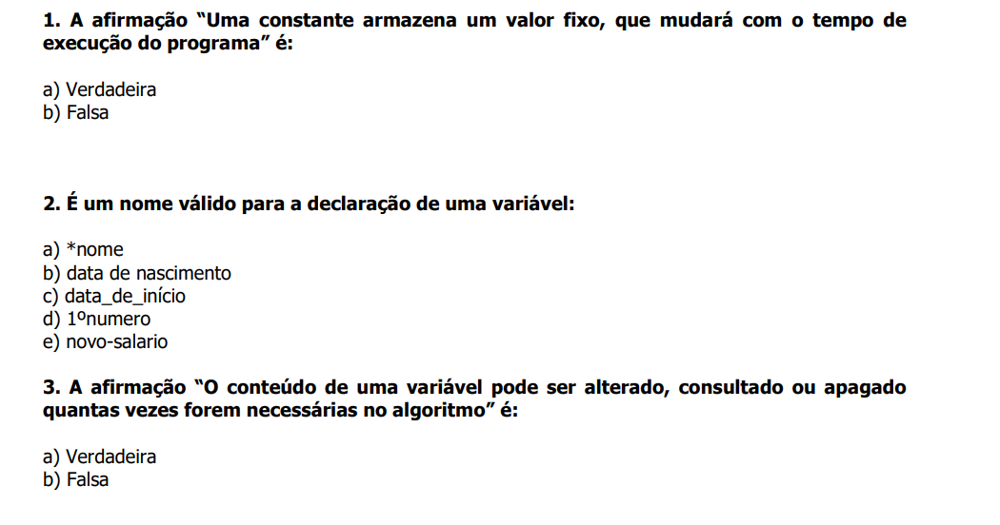 1. A afirmação “Uma constante armazena um valor fixo, que mudará com o tempo de
execução do programa” é:
a) Verdadeira
b) Falsa
2. É um nome válido para a declaração de uma variável:
a) *nome
b) data de nascimento
c) data_de_início
d) 1ºnumero
e) novo-salario
3. A afirmação “O conteúdo de uma variável pode ser alterado, consultado ou apagado
quantas vezes forem necessárias no algoritmo” é:
a) Verdadeira
b) Falsa